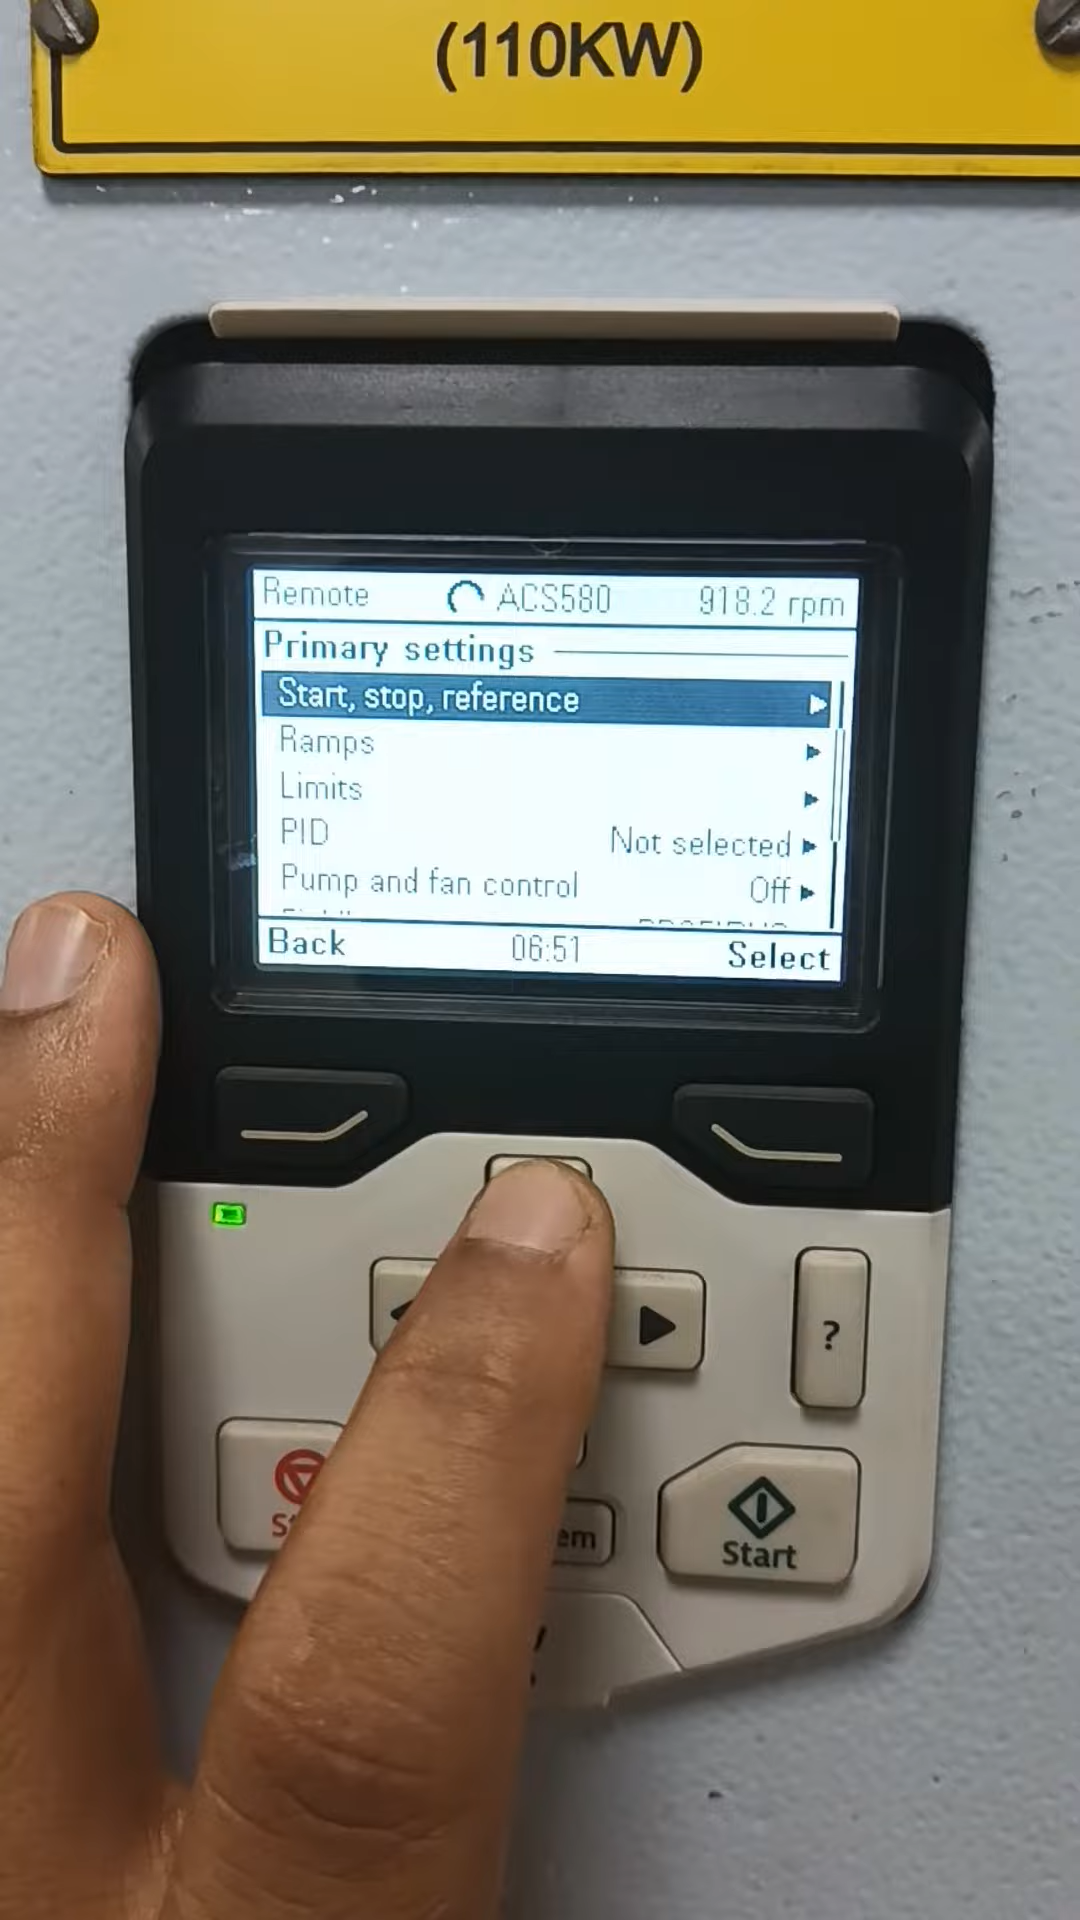 (110KW)
Remote ACS580 918.2 rpm
Primary settings
Start, stop, reference
Ramps
Limits
PID Not selected
Pump and fan control Off
Back 06:51 Select
?
Start